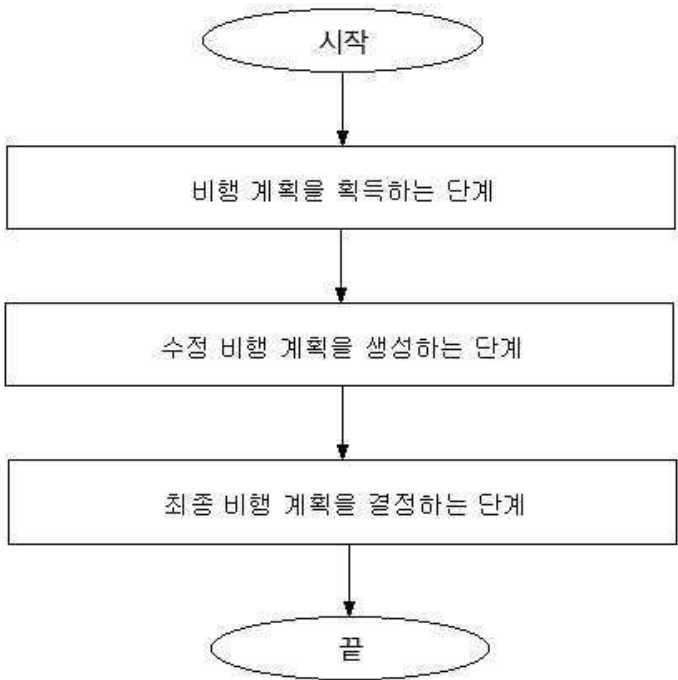 시작
비행 계획을 획득하는 단계
수정 비행 계획을 생성하는 단계
최종 비행 계획을 결정하는 단계
끝